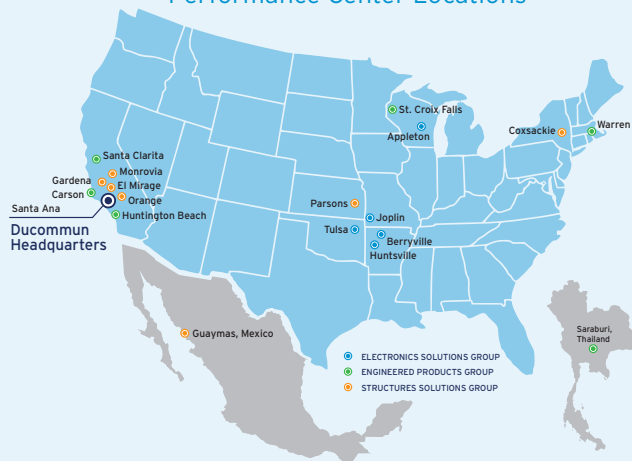 Performance Center Locations
St. Croix Falls
Appleton
Coxsackie
Warren
Santa Clarita
Monrovia
Gardena
El Mirage
Carson
Orange
Santa Ana
Huntington Beach
Ducommun
Headquarters
Parsons
Joplin
Tulsa
Berryville
Huntsville
Guaymas, Mexico
Saraburi,
Thailand
ELECTRONICS SOLUTIONS GROUP
ENGINEERED PRODUCTS GROUP
STRUCTURES SOLUTIONS GROUP